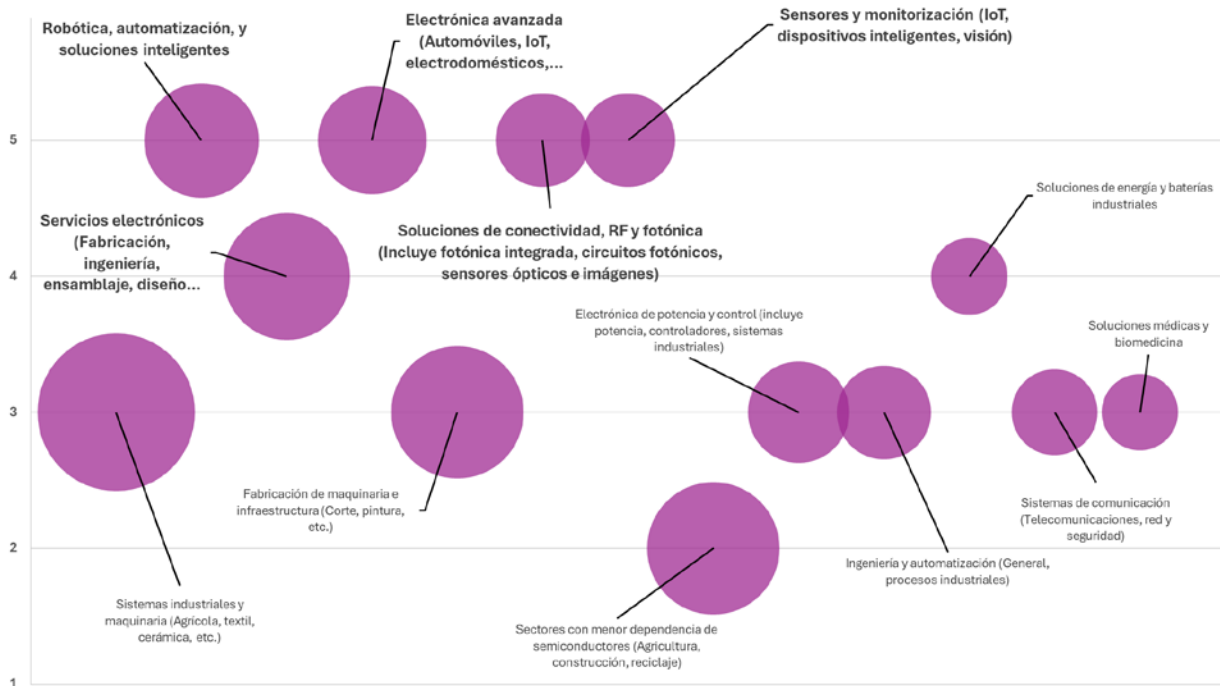 Robótica, automatización, y
soluciones inteligentes
Electrónica avanzada
(Automóviles, IoT,
electrodomésticos,...
Sensores y monitorización (IoT,
dispositivos inteligentes, visión)
5
Soluciones de energía y baterías
industriales
Servicios electrónicos
(Fabricación,
ingeniería,
ensamblaje, diseño...
Soluciones de conectividad, RF y fotónica
(Incluye fotónica integrada, circuitos fotónicos,
sensores ópticos e imágenes)
4
Electrónica de potencia y control (incluye
potencia, controladores, sistemas
industriales)
Soluciones médicas y
biomedicina
3
Fabricación de maquinaria e
infraestructura (Corte, pintura,
etc.)
Sistemas de comunicación
(Telecomunicaciones, red y
seguridad)
2
Ingeniería y automatización (General,
procesos industriales)
Sistemas industriales y
maquinaria (Agrícola, textil,
cerámica, etc.)
Sectores con menor dependencia de
semiconductores (Agricultura,
construcción, reciclaje)
1